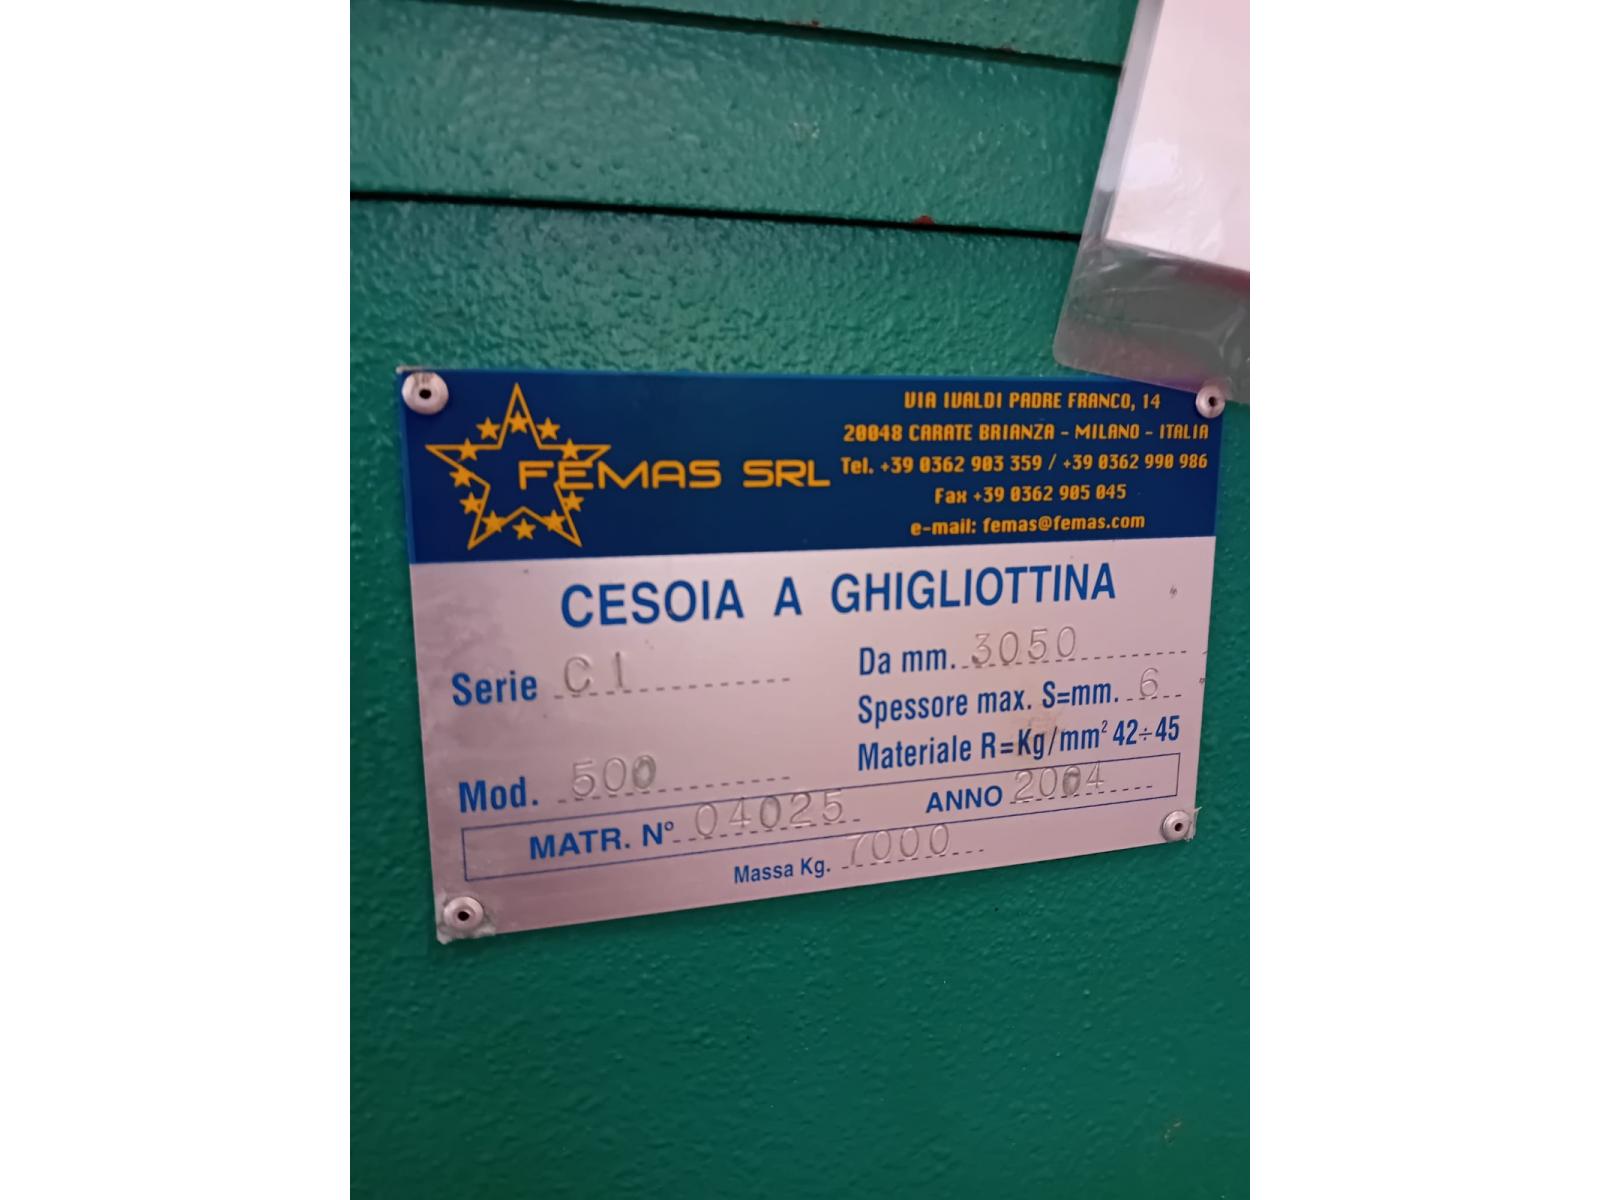 FEMAS SRL
VIA IVALDI PADRE FRANCO, 14
20048 CARATE BRIANZA - MILANO - ITALIA
Tel. +39 0362 903 359 / +39 0362 990 986
Fax +39 0362 905 045
e-mail: femas@femas.com
CESOIA A GHIGLIOTTINA
Serie C1
Da mm. 3050
Spessore max. S=mm. 6
Materiale R=Kg/mm² 42÷45
Mod. 500
MATR. N° 04025 ANNO 2004
Massa Kg. 7000